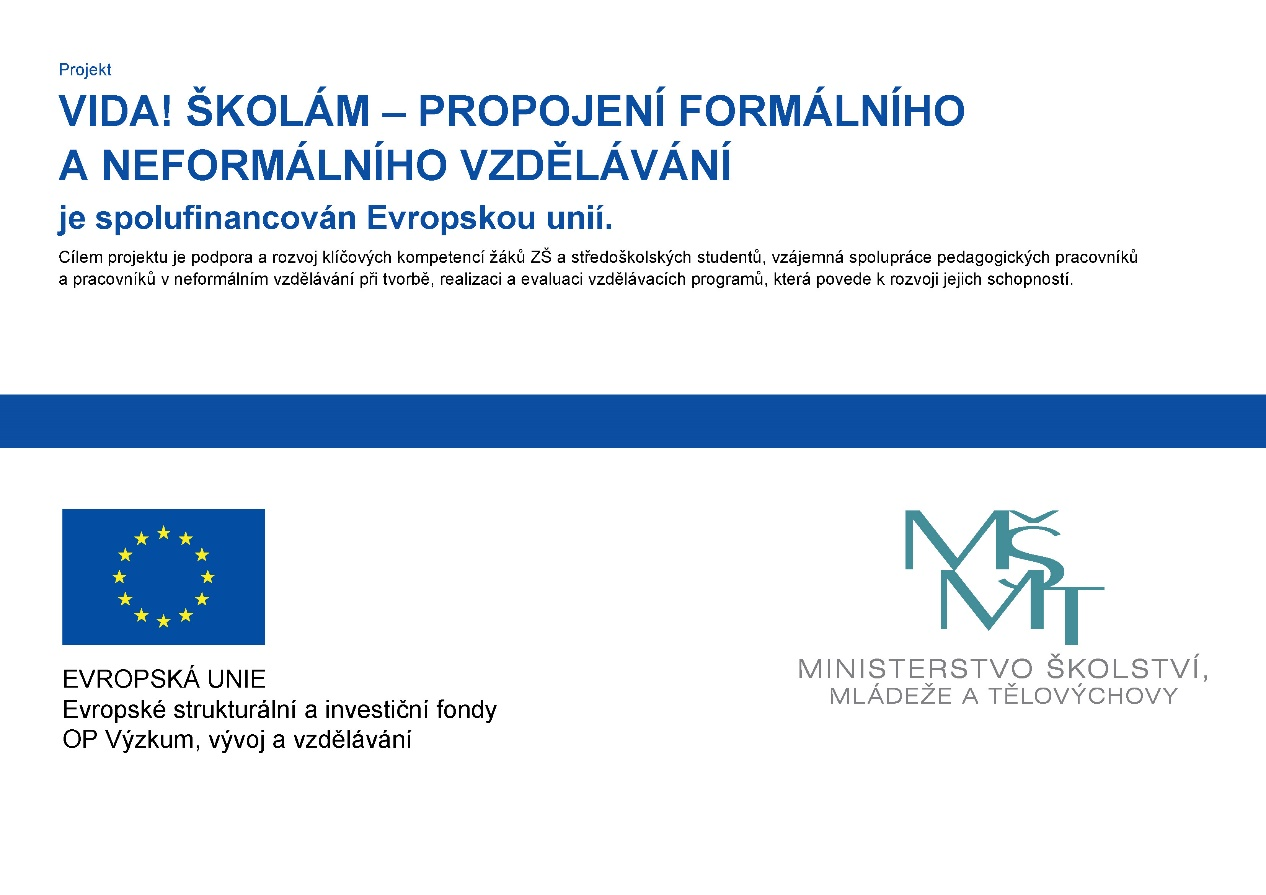 Projekt
VIDA! ŠKOLÁM – PROPOJENÍ FORMÁLNÍHO
A NEFORMÁLNÍHO VZDĚLÁVÁNÍ
je spolufinancován Evropskou unií.
Cílem projektu je podpora a rozvoj klíčových kompetencí žáků ZŠ a středoškolských studentů, vzájemná spolupráce pedagogických pracovníků
a pracovníků v neformálním vzdělávání při tvorbě, realizaci a evaluaci vzdělávacích programů, která povede k rozvoji jejich schopností.
EVROPSKÁ UNIE
Evropské strukturální a investiční fondy
OP Výzkum, vývoj a vzdělávání
MŠ
MT
MINISTERSTVO ŠKOLSTVÍ,
MLÁDEŽE A TĚLOVÝCHOVY